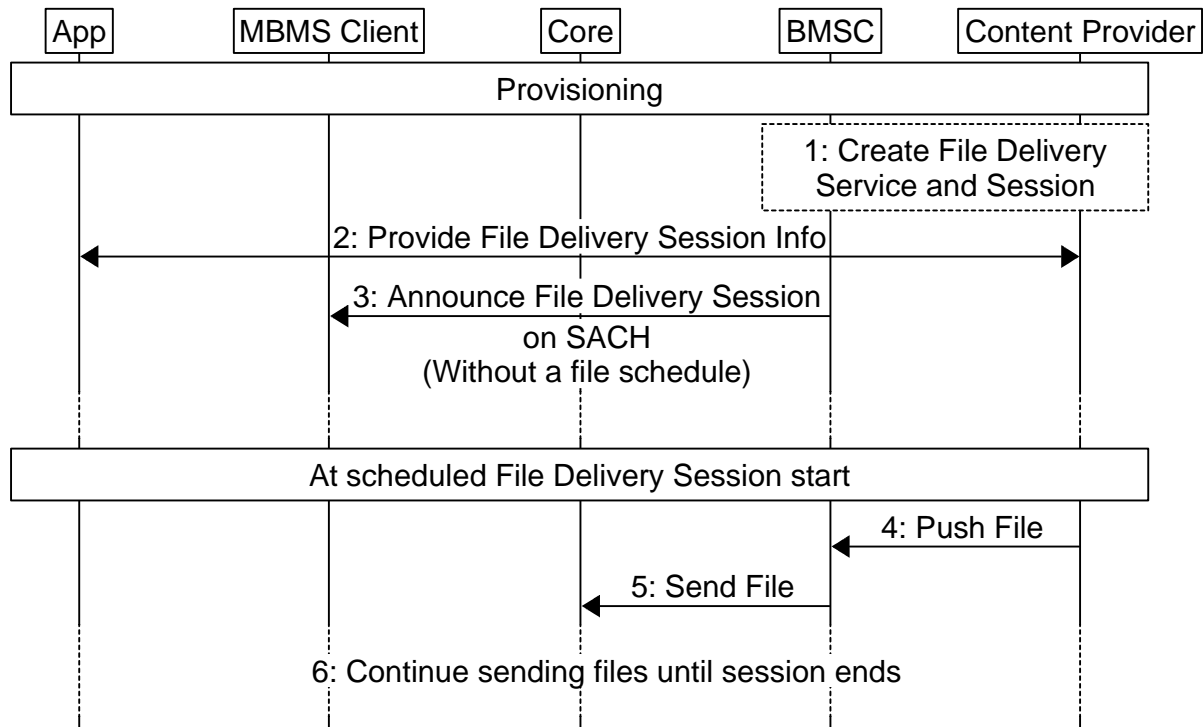 App
MBMS Client
Core
BMSC
Content Provider
Provisioning
1: Create File Delivery
Service and Session
2: Provide File Delivery Session Info
3: Announce File Delivery Session
on SACH
(Without a file schedule)
At scheduled File Delivery Session start
4: Push File
5: Send File
6: Continue sending files until session ends